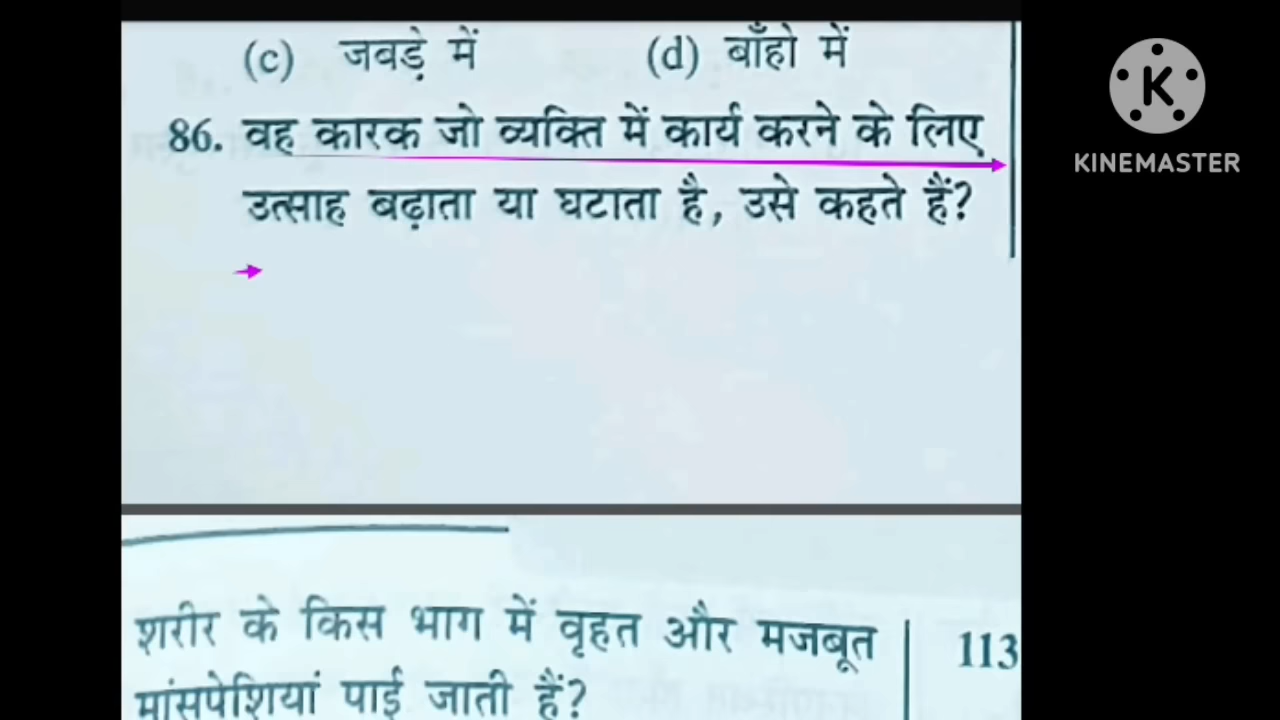 (c) जवड़े में (d) बाँहो में
86. वह कारक जो व्यक्ति में कार्य करने के लिए
उत्साह बढ़ाता या घटाता है, उसे कहते हैं?
K
KINEMASTER
शरीर के किस भाग में वृहत और मजबूत
मांसपेशियां पाई जाती हैं?
113